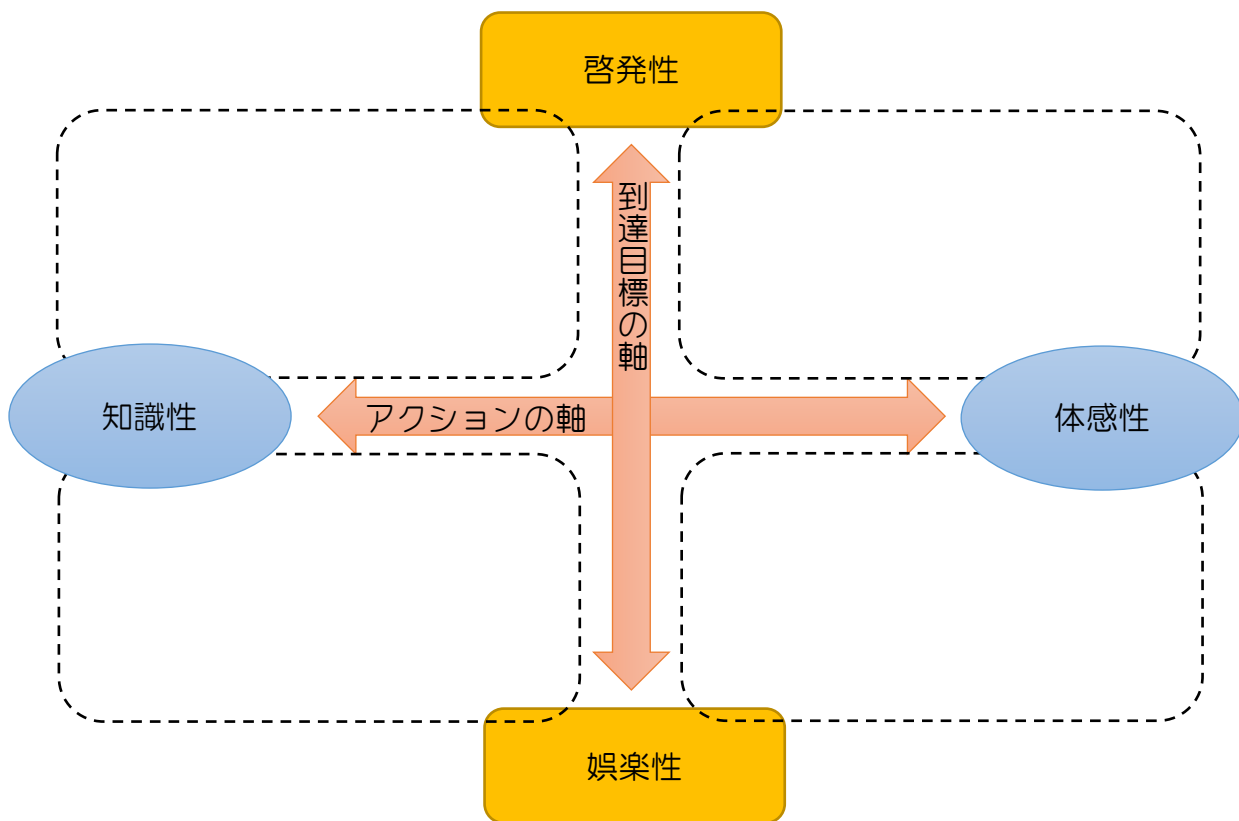 啓発性
到達目標の軸
知識性
アクションの軸
体感性
娯楽性